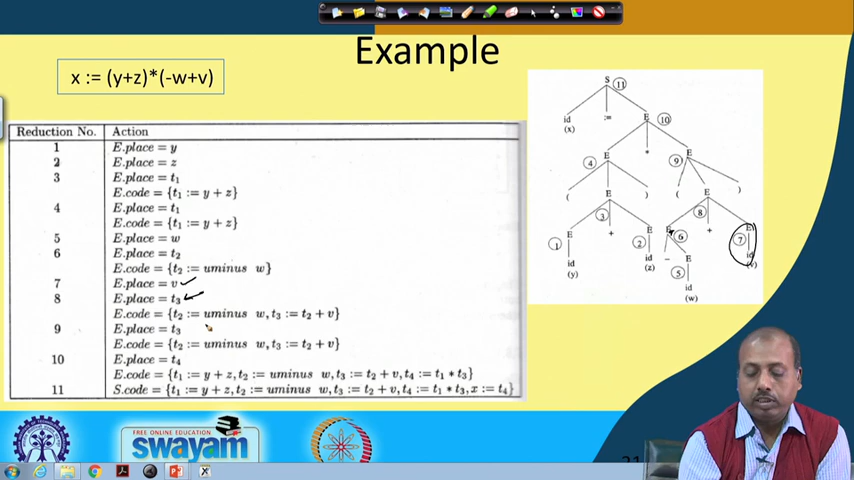 Example
x := (y+z)*(-w+v)
Reduction No. Action
1 E.place = y
2 E.place = z
3 E.place = t₁
E.code = {t₁ := y + z}
4 E.place = t₁
E.code = {t₁ := y + z}
5 E.place = w
6 E.place = t₂
E.code = {t₂ := uminus w}
7 E.place = v
8 E.place = t₃
E.code = {t₂ := uminus w, t₃ := t₂ + v}
9 E.place = t₃
E.code = {t₂ := uminus w, t₃ := t₂ + v}
10 E.place = t₄
E.code = {t₁ := y + z, t₂ := uminus w, t₃ := t₂ + v, t₄ := t₁ * t₃}
11 S.code = {t₁ := y + z, t₂ := uminus w, t₃ := t₂ + v, t₄ := t₁ * t₃, x := t₄}
S 11
id := E 10
(x)
4 E * 9 E
( E ) ( E )
3 8
E + E E + E
1 2 6 7
id id - E id
(y) (z) 5 (v)
id
(w)
FREE ONLINE EDUCATION
swayam